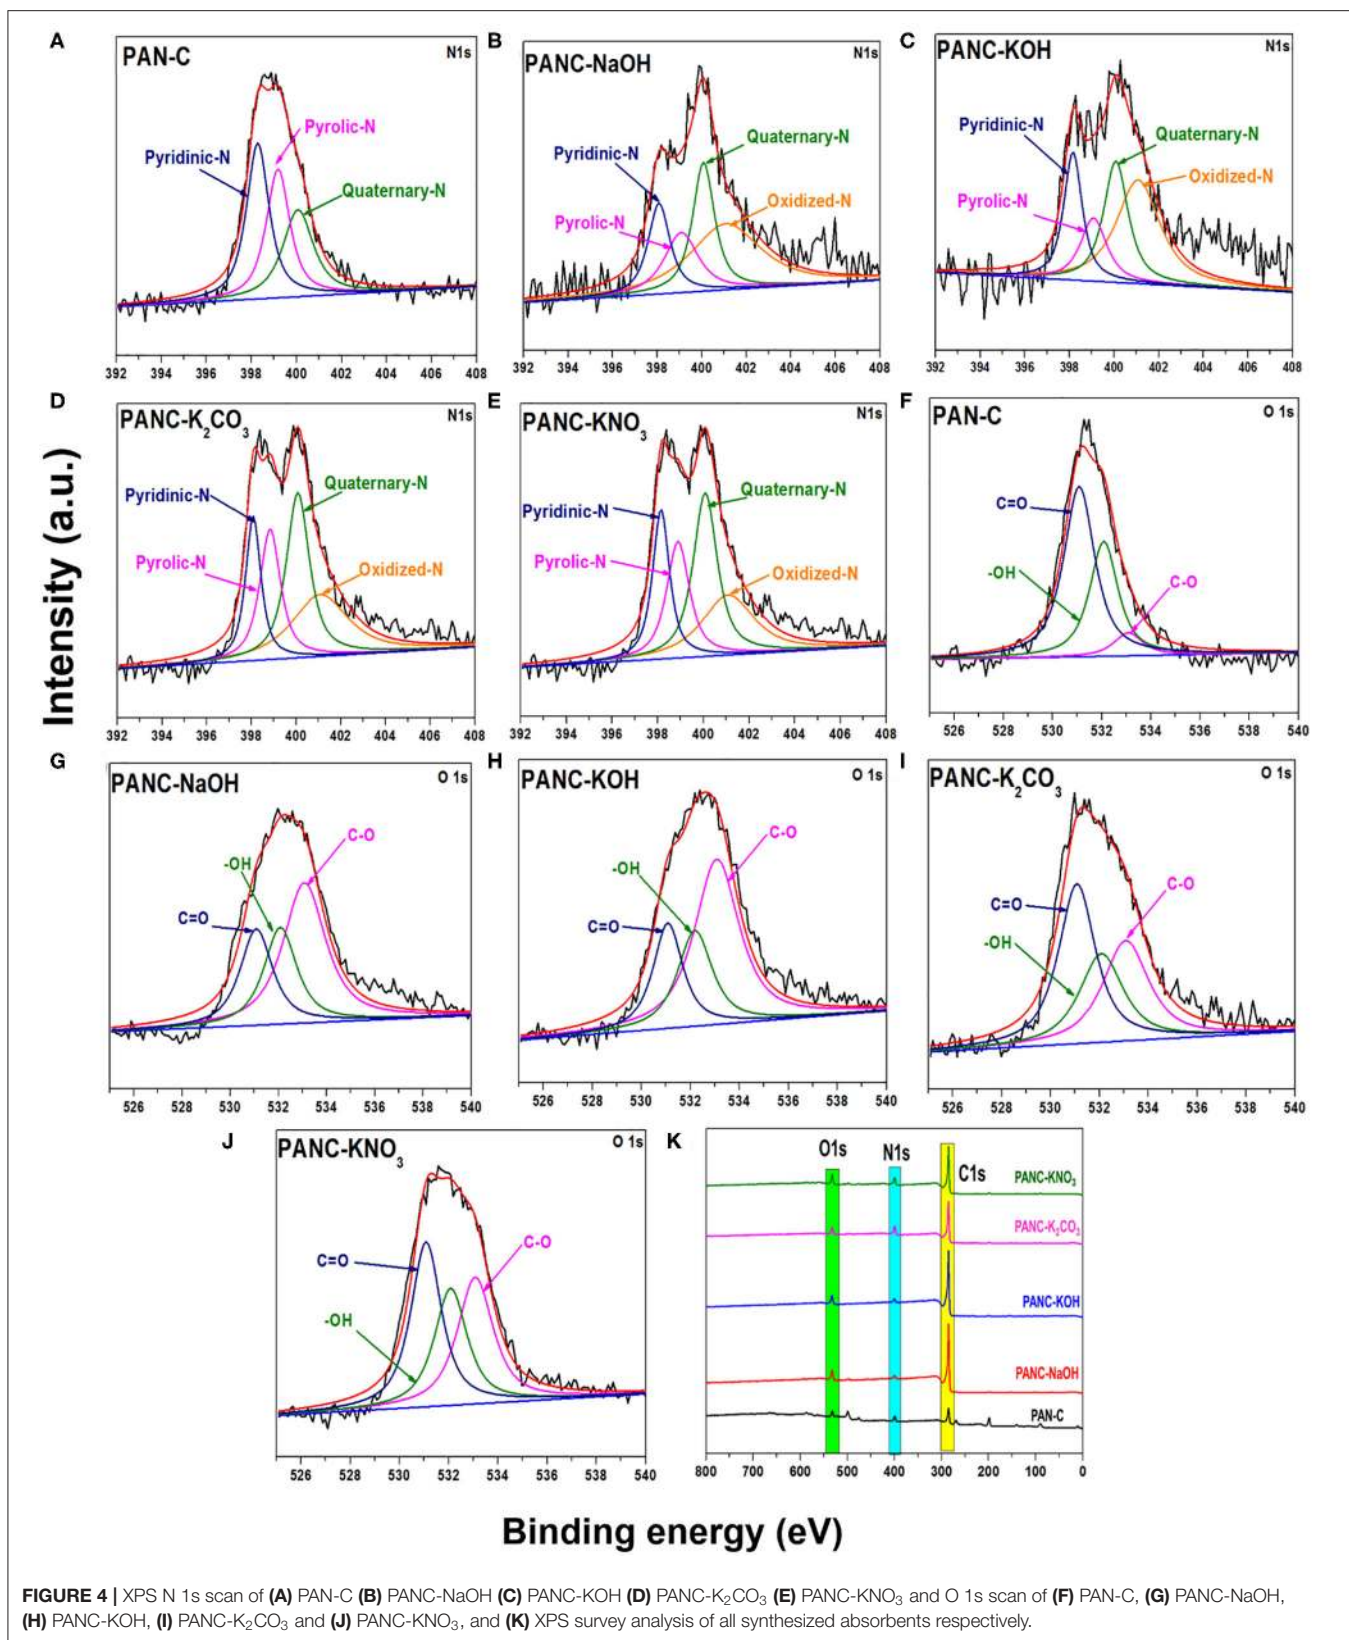 A
PAN-C
N1s
Pyrolic-N
Pyridinic-N
Quaternary-N
392 394 396 398 400 402 404 406 408
B
PANC-NaOH
N1s
Quaternary-N
Pyridinic-N
Oxidized-N
Pyrolic-N
392 394 396 398 400 402 404 406 408
C
PANC-KOH
N1s
Pyridinic-N
Quaternary-N
Oxidized-N
Pyrolic-N
392 394 396 398 400 402 404 406 408
D
PANC-K₂CO₃
N1s
Quaternary-N
Pyridinic-N
Pyrolic-N
Oxidized-N
392 394 396 398 400 402 404 406 408
E
PANC-KNO₃
N1s
Quaternary-N
Pyridinic-N
Pyrolic-N
Oxidized-N
392 394 396 398 400 402 404 406 408
F
PAN-C
O 1s
C=O
-OH
C-O
526 528 530 532 534 536 538 540
Intensity (a.u.)
G
PANC-NaOH
O 1s
C-O
-OH
C=O
526 528 530 532 534 536 538 540
H
PANC-KOH
O 1s
C-O
-OH
C=O
526 528 530 532 534 536 538 540
I
PANC-K₂CO₃
O 1s
C-O
C=O
-OH
526 528 530 532 534 536 538 540
J
PANC-KNO₃
O 1s
C-O
C=O
-OH
526 528 530 532 534 536 538 540
K
O1s N1s C1s
PANC-KNO₃
PANC-K₂CO₃
PANC-KOH
PANC-NaOH
PAN-C
800 700 600 500 400 300 200 100 0
Binding energy (eV)
FIGURE 4 | XPS N 1s scan of (A) PAN-C (B) PANC-NaOH (C) PANC-KOH (D) PANC-K₂CO₃ (E) PANC-KNO₃ and O 1s scan of (F) PAN-C, (G) PANC-NaOH,
(H) PANC-KOH, (I) PANC-K₂CO₃ and (J) PANC-KNO₃, and (K) XPS survey analysis of all synthesized absorbents respectively.